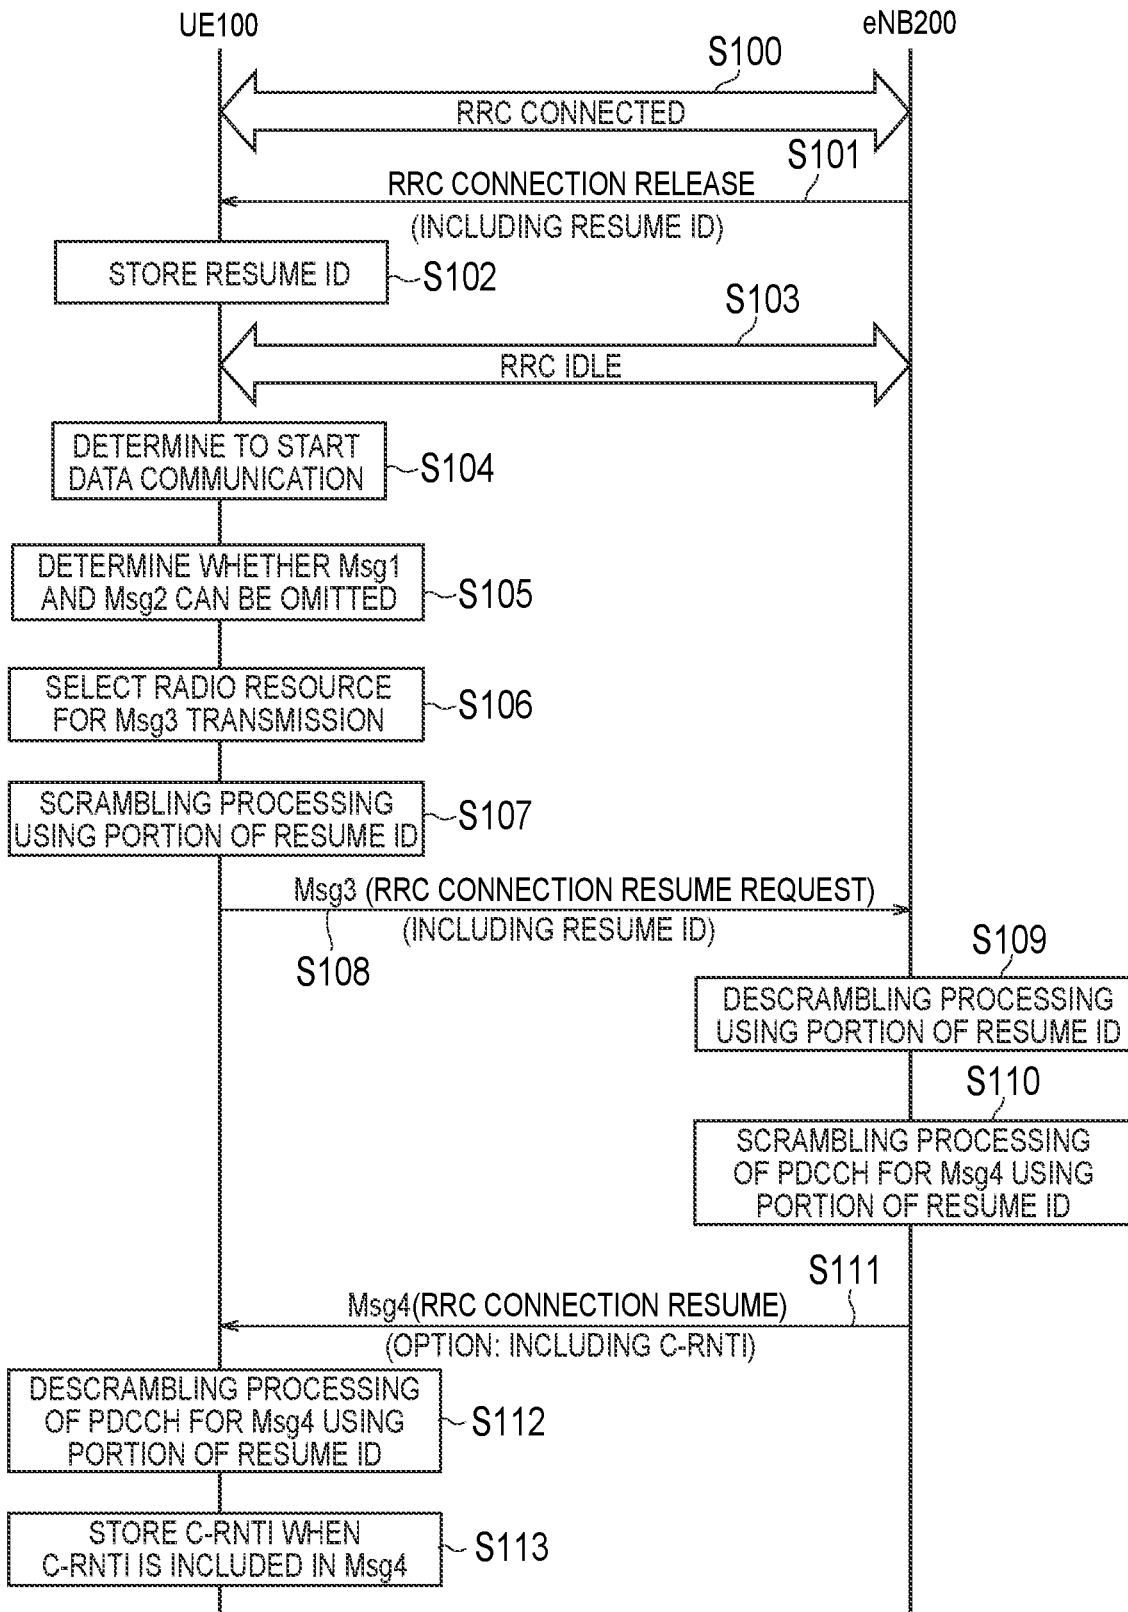 UE100
eNB200
S100
RRC CONNECTED
S101
RRC CONNECTION RELEASE
(INCLUDING RESUME ID)
STORE RESUME ID
S102
S103
RRC IDLE
DETERMINE TO START
DATA COMMUNICATION
S104
DETERMINE WHETHER Msg1
AND Msg2 CAN BE OMITTED
S105
SELECT RADIO RESOURCE
FOR Msg3 TRANSMISSION
S106
SCRAMBLING PROCESSING
USING PORTION OF RESUME ID
S107
Msg3 (RRC CONNECTION RESUME REQUEST)
(INCLUDING RESUME ID)
S108
S109
DESCRAMBLING PROCESSING
USING PORTION OF RESUME ID
S110
SCRAMBLING PROCESSING
OF PDCCH FOR Msg4 USING
PORTION OF RESUME ID
S111
Msg4(RRC CONNECTION RESUME)
(OPTION: INCLUDING C-RNTI)
DESCRAMBLING PROCESSING
OF PDCCH FOR Msg4 USING
PORTION OF RESUME ID
S112
STORE C-RNTI WHEN
C-RNTI IS INCLUDED IN Msg4
S113